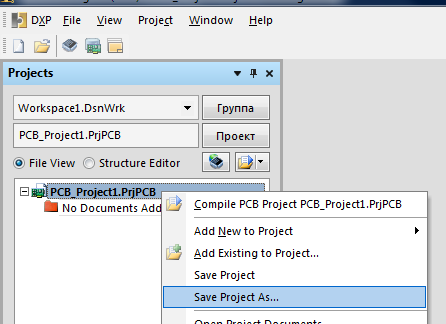 DXP File View Project Window Help
Projects
Workspace1.DsnWrk Группа
PCB_Project1.PrjPCB Проект
File View Structure Editor
PCB_Project1.PrjPCB
No Documents Add
Compile PCB Project PCB_Project1.PrjPCB
Add New to Project
Add Existing to Project...
Save Project
Save Project As...
Open Project Documents